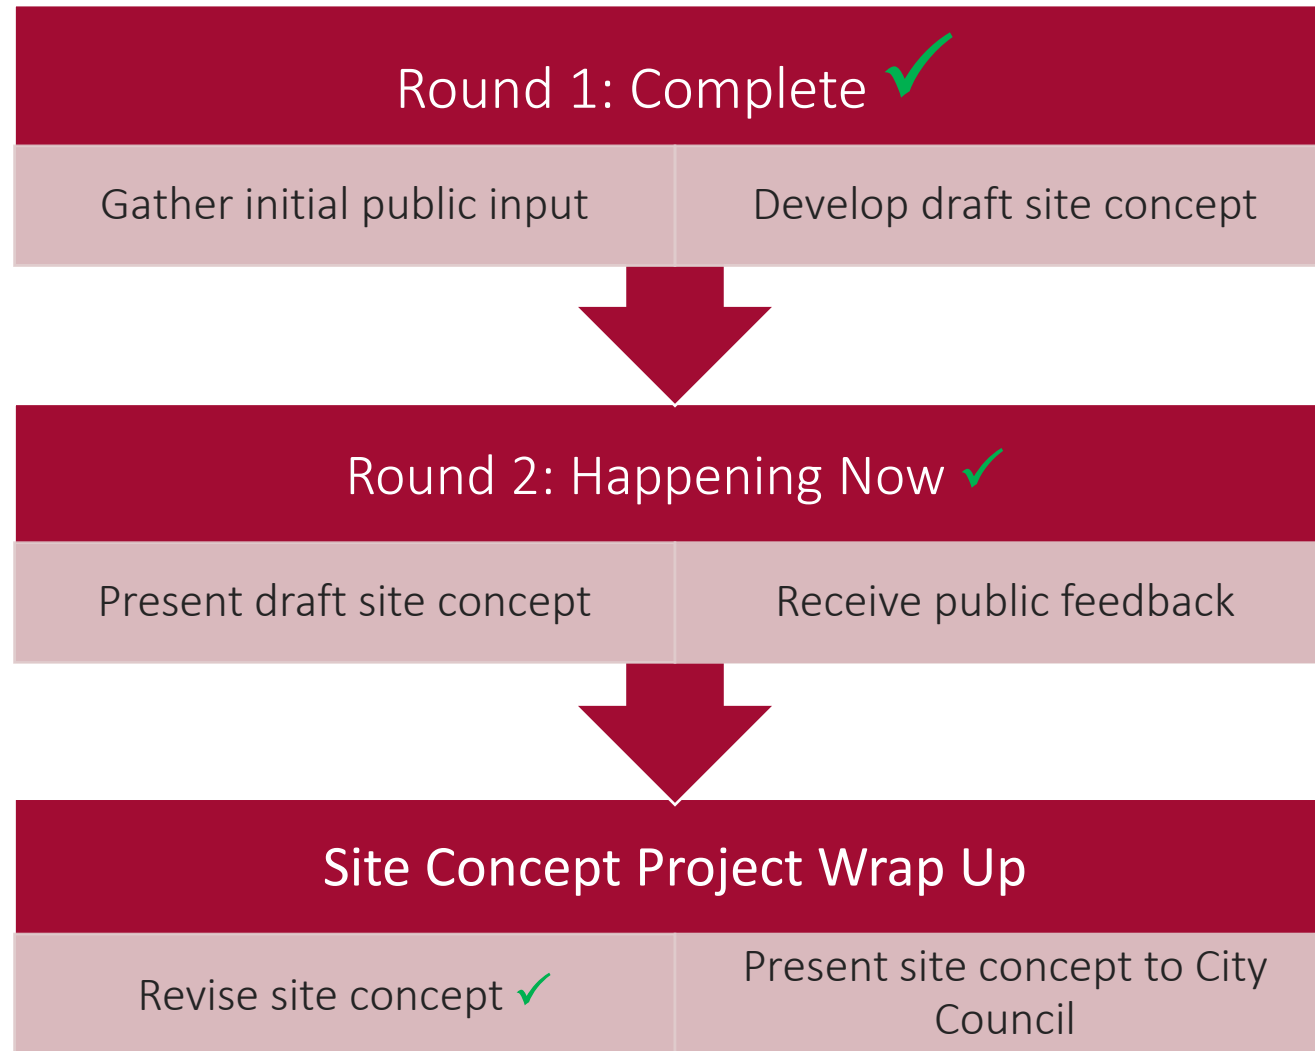 Round 1: Complete ✓
Gather initial public input
Develop draft site concept
Round 2: Happening Now ✓
Present draft site concept
Receive public feedback
Site Concept Project Wrap Up
Revise site concept ✓
Present site concept to City
Council